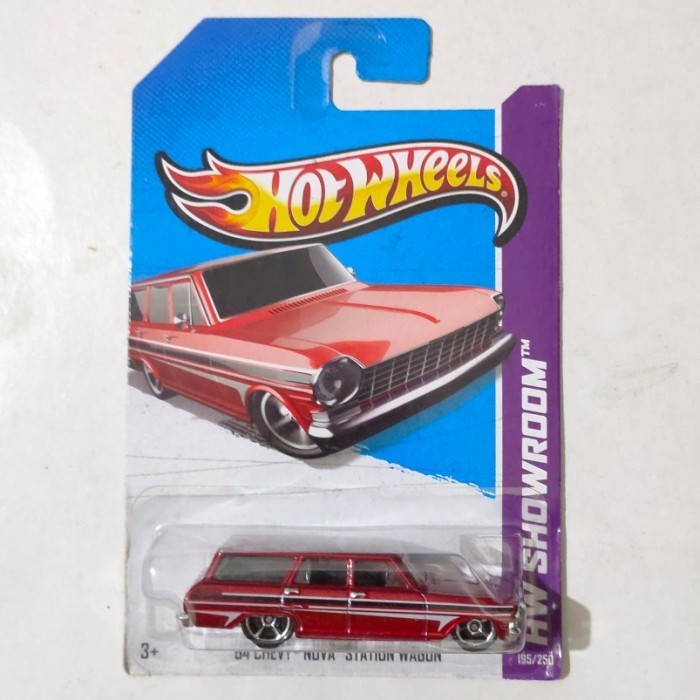 HOT WHEELS®
HW SHOWROOM™
3+
'64 CHEVY® NOVA® STATION WAGON
195/250